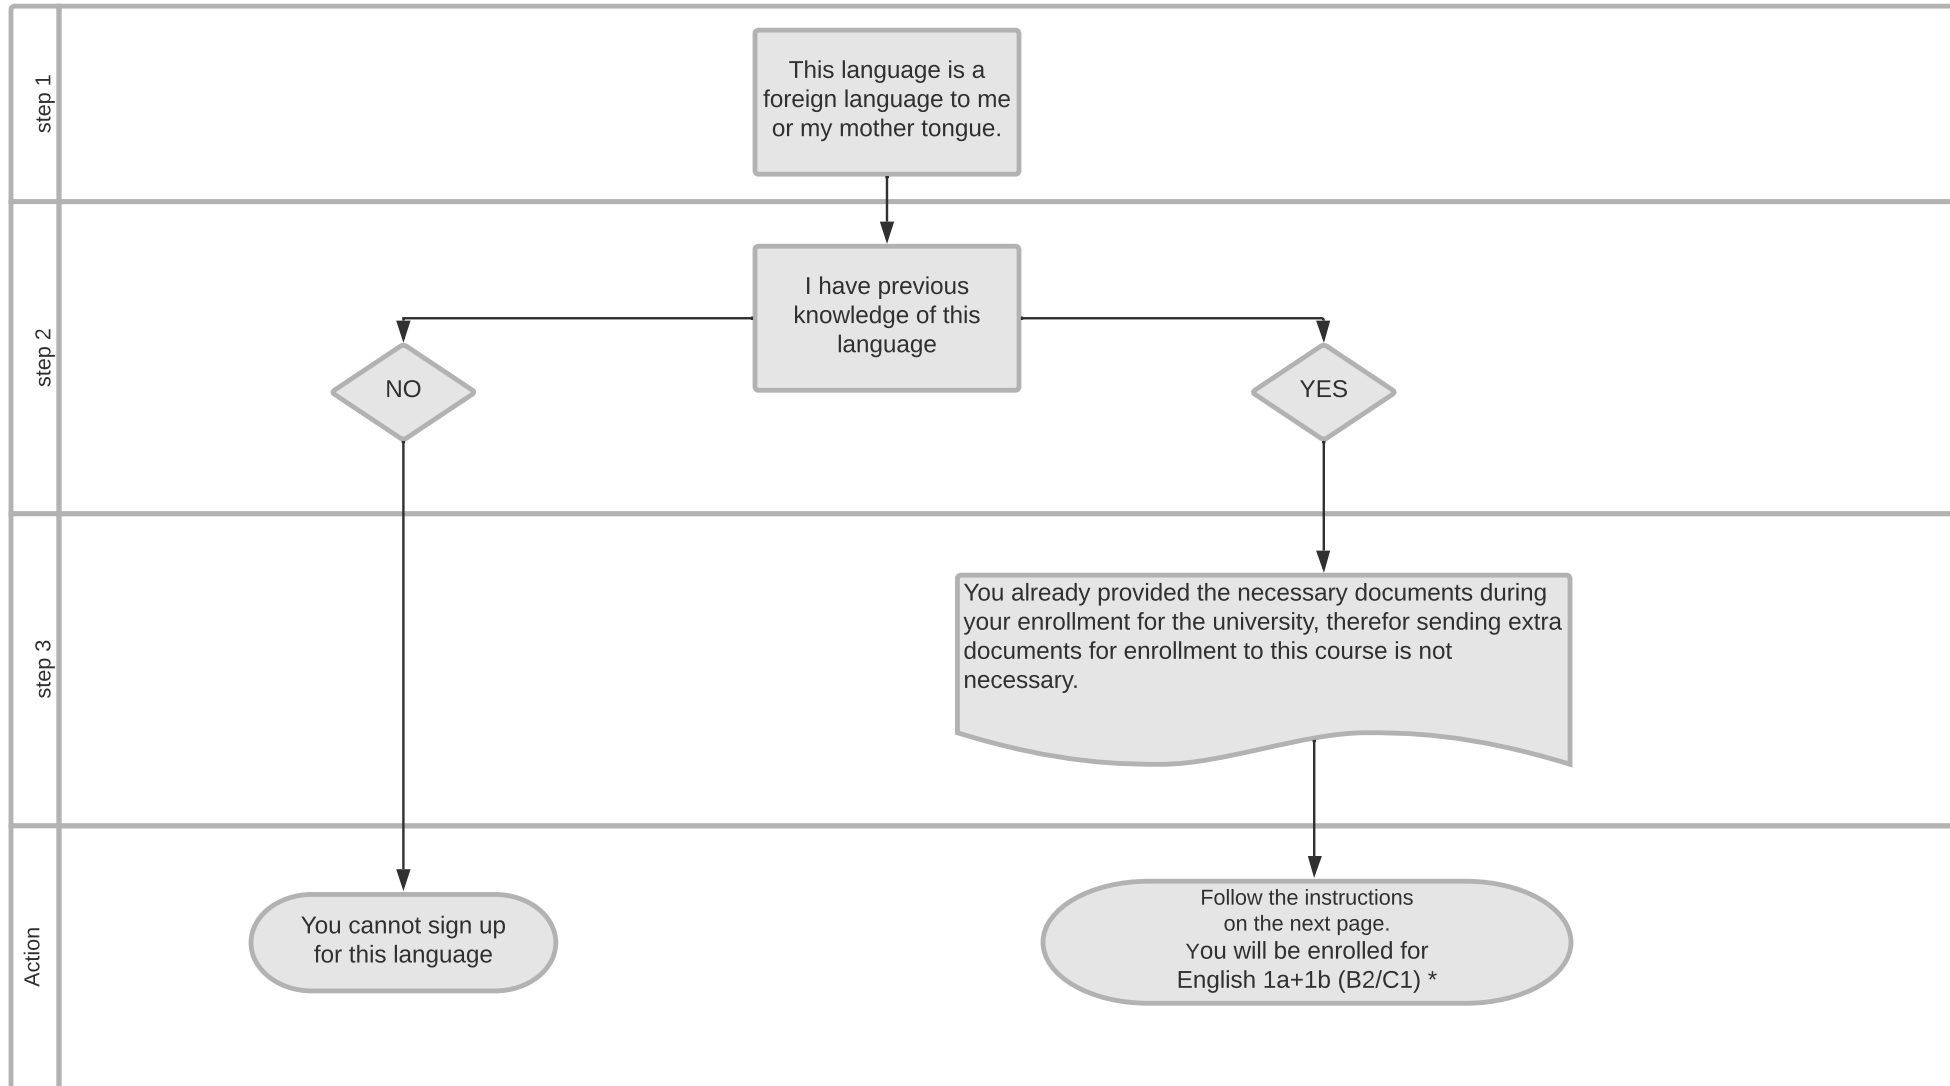 step 1
This language is a
foreign language to me
or my mother tongue.
step 2
I have previous
knowledge of this
language
NO
YES
step 3
You already provided the necessary documents during
your enrollment for the university, therefor sending extra
documents for enrollment to this course is not
necessary.
Action
You cannot sign up
for this language
Follow the instructions
on the next page.
You will be enrolled for
English 1a+1b (B2/C1) *